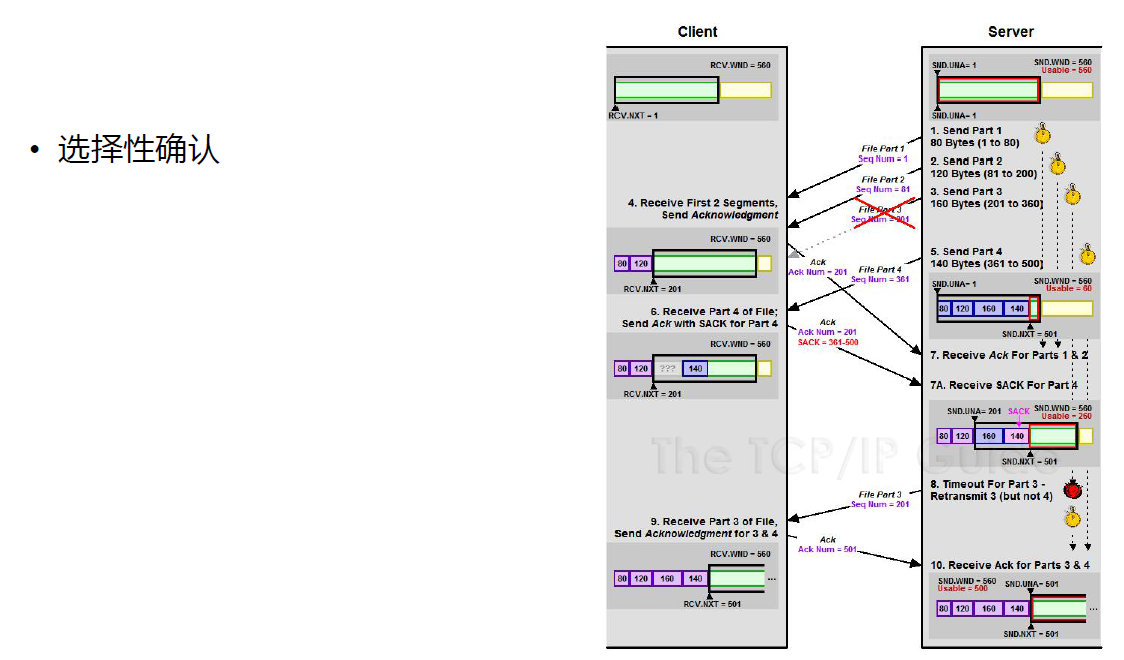 • 选择性确认
Client
RCV.WND = 560
RCV.NXT = 1
4. Receive First 2 Segments,
Send Acknowledgment
RCV.WND = 560
80 120
RCV.NXT = 201
6. Receive Part 4 of File;
Send Ack with SACK for Part 4
RCV.WND = 560
80 120 ??? 140
RCV.NXT = 201
9. Receive Part 3 of File,
Send Acknowledgment for 3 & 4
RCV.WND = 560
80 120 160 140 ...
RCV.NXT = 501
File Part 1
Seq Num = 1
File Part 2
Seq Num = 81
File Part 3
Seq Num = 201
Ack
Ack Num = 201
File Part 4
Seq Num = 361
Ack
Ack Num = 201
SACK = 361-500
File Part 3
Seq Num = 201
Ack
Ack Num = 501
Server
SND.UNA= 1
SND.WND = 560
Usable = 560
SND.UNA= 1
1. Send Part 1
80 Bytes (1 to 80)
2. Send Part 2
120 Bytes (81 to 200)
3. Send Part 3
160 Bytes (201 to 360)
5. Send Part 4
140 Bytes (361 to 500)
SND.UNA= 1
SND.WND = 560
Usable = 60
80 120 160 140
SND.NXT = 501
7. Receive Ack For Parts 1 & 2
7A. Receive SACK For Part 4
SND.UNA= 201
SACK
SND.WND = 560
Usable = 260
80 120 160 140
SND.NXT = 501
8. Timeout For Part 3 -
Retransmit 3 (but not 4)
10. Receive Ack for Parts 3 & 4
SND.WND = 560
Usable = 500
SND.UNA= 501
80 120 160 140 ...
SND.NXT = 501
The TCP/IP Guide